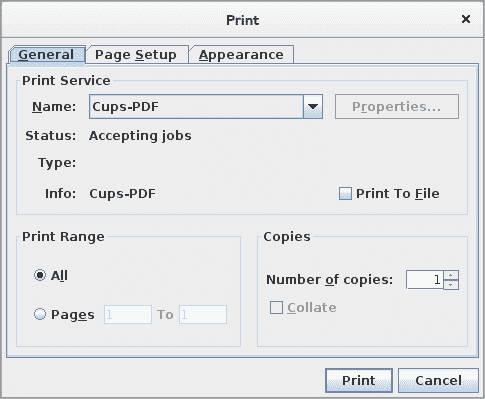 Print
General Page Setup Appearance
Print Service
Name: Cups-PDF Properties...
Status: Accepting jobs
Type:
Info: Cups-PDF Print To File
Print Range Copies
All Number of copies: 1
Pages 1 To 1 Collate
Print Cancel